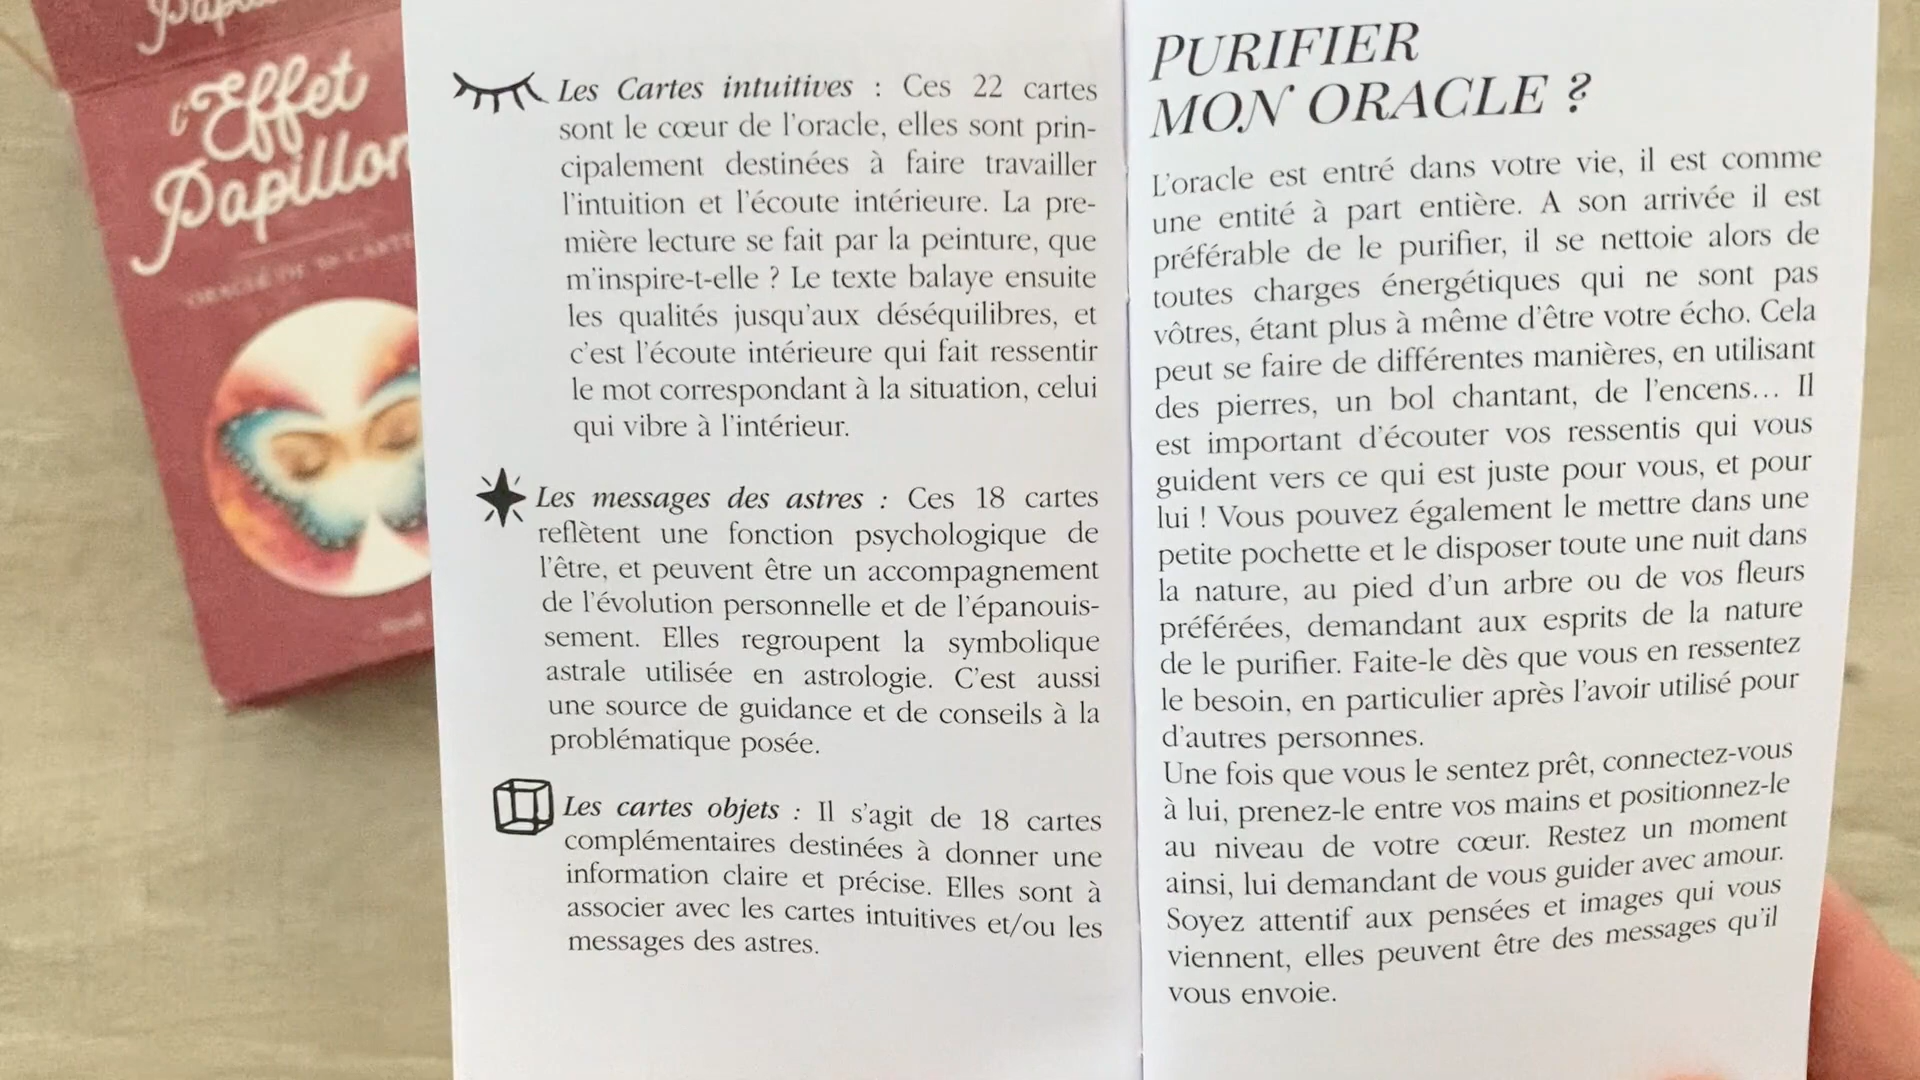 Papillon
l'Effet
Papillon
ORACLE DE 58 CARTES
Les Cartes intuitives : Ces 22 cartes
sont le cœur de l'oracle, elles sont prin-
cipalement destinées à faire travailler
l'intuition et l'écoute intérieure. La pre-
mière lecture se fait par la peinture, que
m'inspire-t-elle ? Le texte balaye ensuite
les qualités jusqu'aux déséquilibres, et
c'est l'écoute intérieure qui fait ressentir
le mot correspondant à la situation, celui
qui vibre à l'intérieur.
Les messages des astres : Ces 18 cartes
reflètent une fonction psychologique de
l'être, et peuvent être un accompagnement
de l'évolution personnelle et de l'épanouis-
sement. Elles regroupent la symbolique
astrale utilisée en astrologie. C'est aussi
une source de guidance et de conseils à la
problématique posée.
Les cartes objets : Il s'agit de 18 cartes
complémentaires destinées à donner une
information claire et précise. Elles sont à
associer avec les cartes intuitives et/ou les
messages des astres.
PURIFIER
MON ORACLE ?
L'oracle est entré dans votre vie, il est comme
une entité à part entière. A son arrivée il est
préférable de le purifier, il se nettoie alors de
toutes charges énergétiques qui ne sont pas
vôtres, étant plus à même d'être votre écho. Cela
peut se faire de différentes manières, en utilisant
des pierres, un bol chantant, de l'encens... Il
est important d'écouter vos ressentis qui vous
guident vers ce qui est juste pour vous, et pour
lui ! Vous pouvez également le mettre dans une
petite pochette et le disposer toute une nuit dans
la nature, au pied d'un arbre ou de vos fleurs
préférées, demandant aux esprits de la nature
de le purifier. Faite-le dès que vous en ressentez
le besoin, en particulier après l'avoir utilisé pour
d'autres personnes.
Une fois que vous le sentez prêt, connectez-vous
à lui, prenez-le entre vos mains et positionnez-le
au niveau de votre cœur. Restez un moment
ainsi, lui demandant de vous guider avec amour.
Soyez attentif aux pensées et images qui vous
viennent, elles peuvent être des messages qu'il
vous envoie.